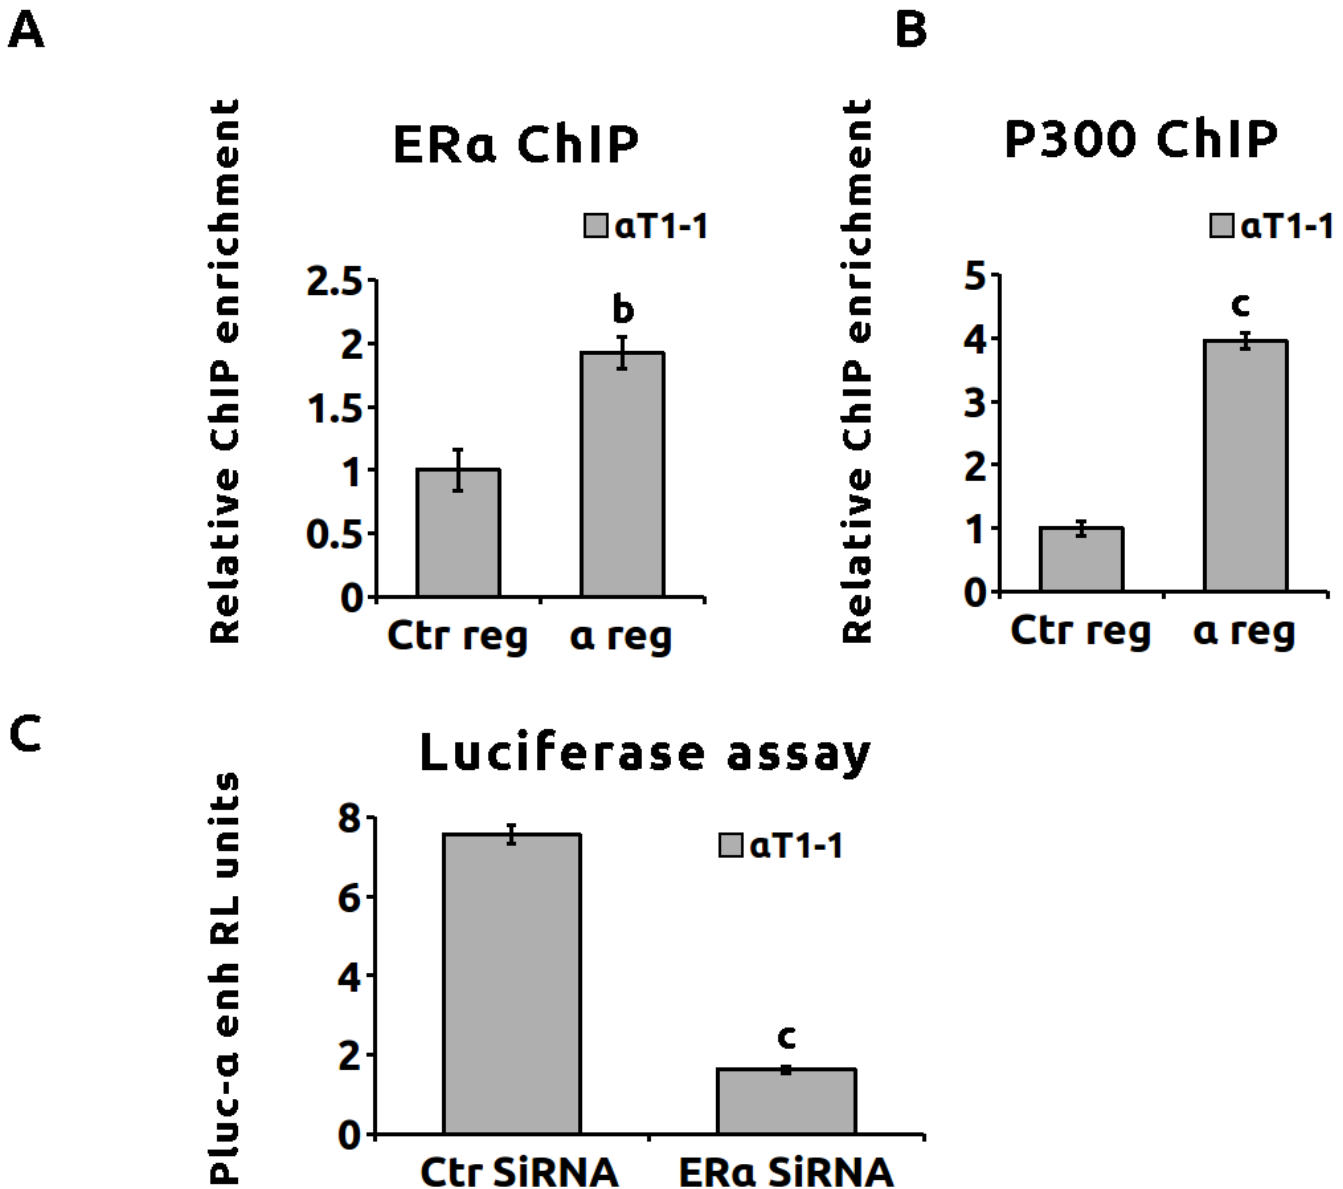 A
ERα ChIP
Relative ChIP enrichment
αT1-1
2.5
2
1.5
1
0.5
0
b
Ctr reg
α reg
B
P300 ChIP
Relative ChIP enrichment
αT1-1
5
4
3
2
1
0
c
Ctr reg
α reg
C
Luciferase assay
Pluc-α enh RL units
αT1-1
8
6
4
2
0
c
Ctr SiRNA
ERα SiRNA